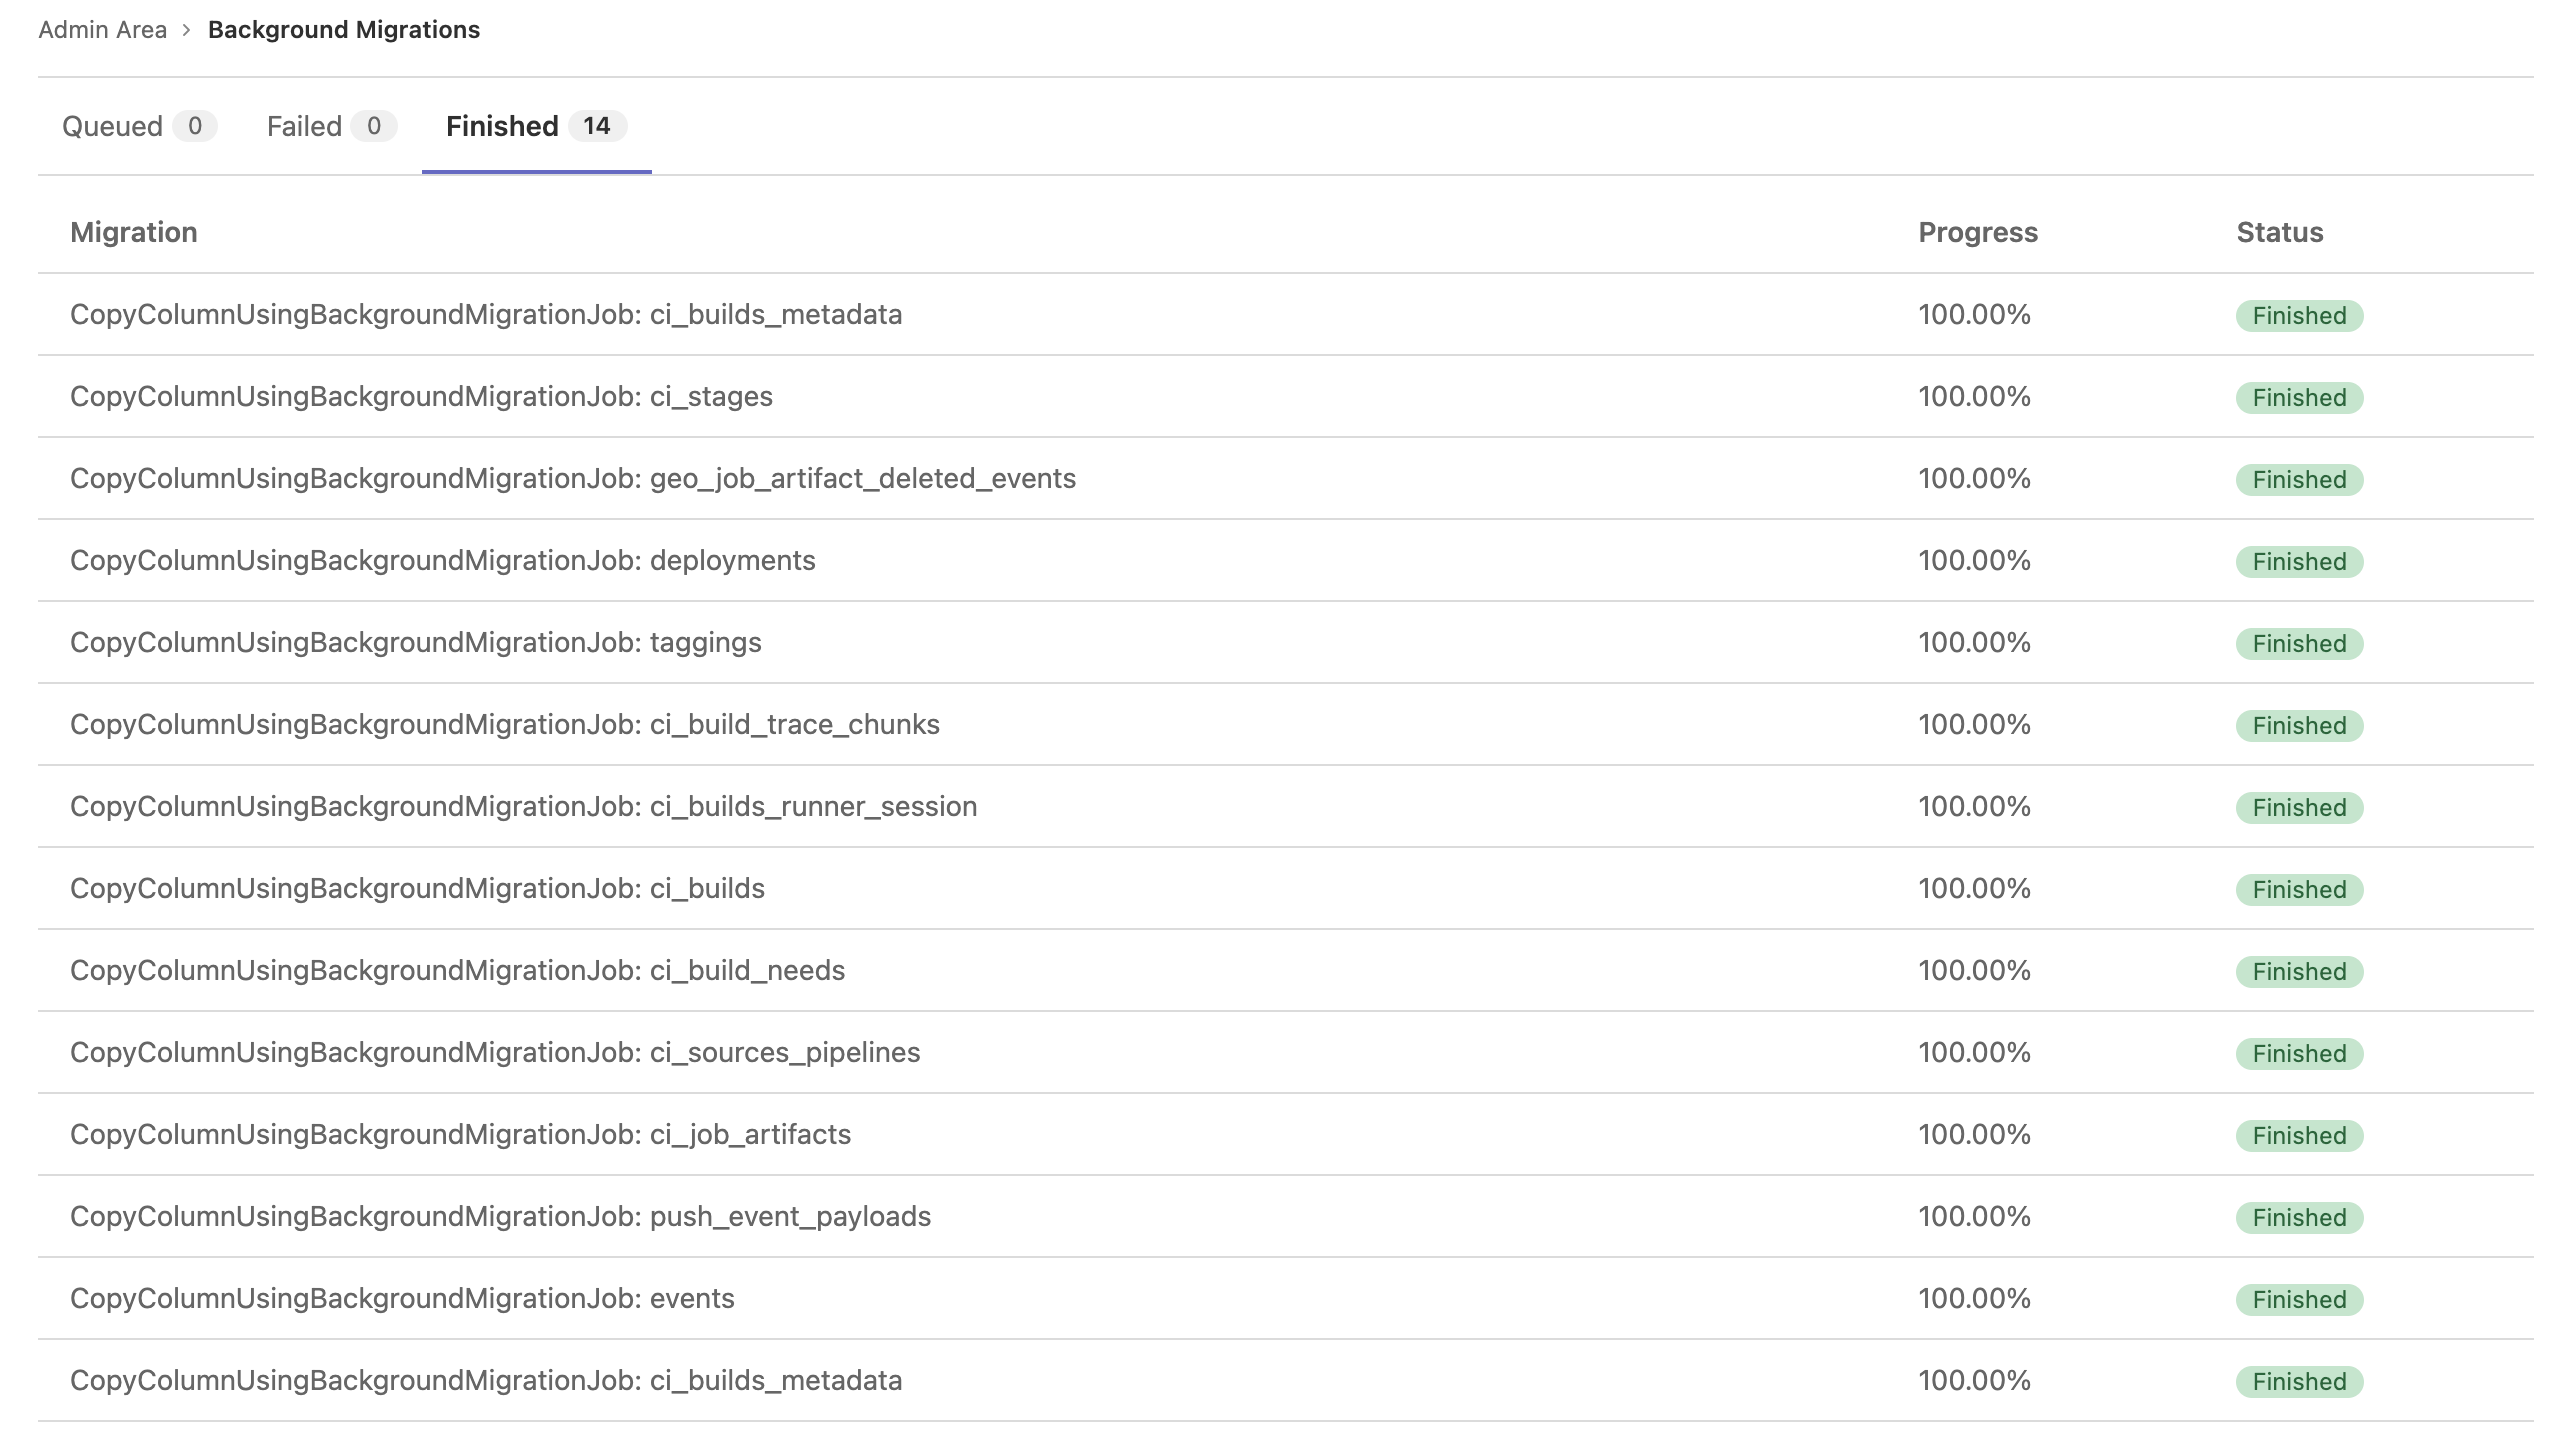 Admin Area > Background Migrations
Queued 0 Failed 0 Finished 14
Migration Progress Status
CopyColumnUsingBackgroundMigrationJob: ci_builds_metadata 100.00% Finished
CopyColumnUsingBackgroundMigrationJob: ci_stages 100.00% Finished
CopyColumnUsingBackgroundMigrationJob: geo_job_artifact_deleted_events 100.00% Finished
CopyColumnUsingBackgroundMigrationJob: deployments 100.00% Finished
CopyColumnUsingBackgroundMigrationJob: taggings 100.00% Finished
CopyColumnUsingBackgroundMigrationJob: ci_build_trace_chunks 100.00% Finished
CopyColumnUsingBackgroundMigrationJob: ci_builds_runner_session 100.00% Finished
CopyColumnUsingBackgroundMigrationJob: ci_builds 100.00% Finished
CopyColumnUsingBackgroundMigrationJob: ci_build_needs 100.00% Finished
CopyColumnUsingBackgroundMigrationJob: ci_sources_pipelines 100.00% Finished
CopyColumnUsingBackgroundMigrationJob: ci_job_artifacts 100.00% Finished
CopyColumnUsingBackgroundMigrationJob: push_event_payloads 100.00% Finished
CopyColumnUsingBackgroundMigrationJob: events 100.00% Finished
CopyColumnUsingBackgroundMigrationJob: ci_builds_metadata 100.00% Finished